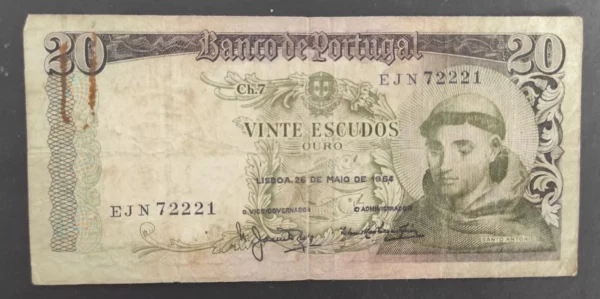 20 Banco de Portugal 20
Ch. 7
EJN 72221
VINTE ESCUDOS
OURO
LISBOA, 26 DE MAIO DE 1964
O VICE-GOVERNADOR O ADMINISTRADOR
EJN 72221
SANTO ANTÓNIO